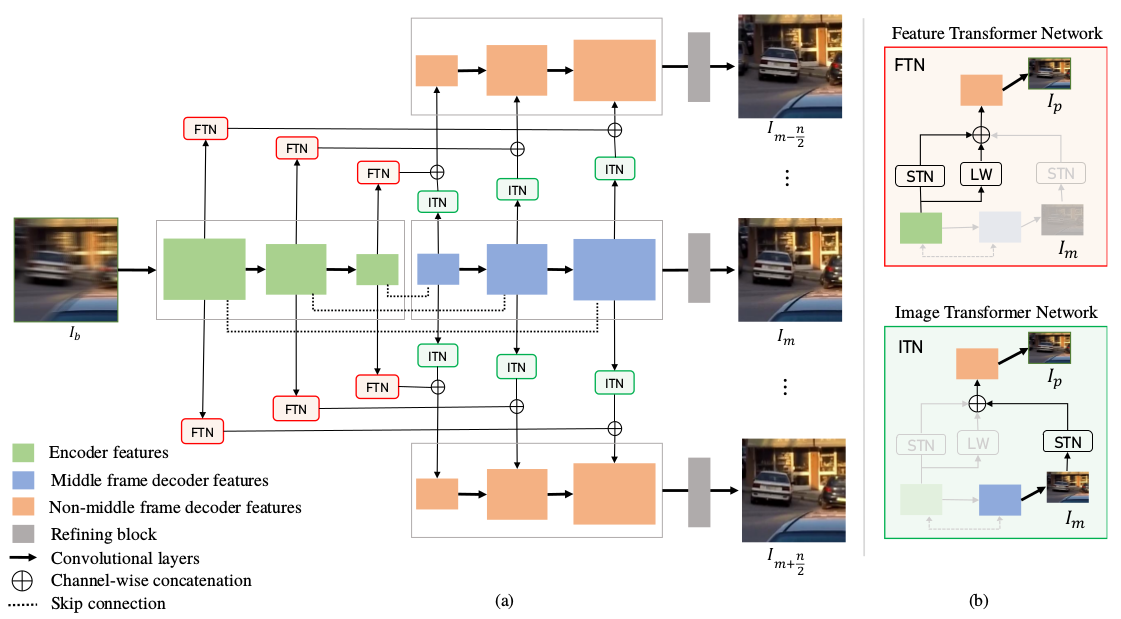 FTN
FTN
FTN
ITN
ITN
ITN
I_{m-\frac{n}{2}}
⋮
I_b
I_m
⋮
ITN
ITN
ITN
FTN
FTN
FTN
I_{m+\frac{n}{2}}
Encoder features
Middle frame decoder features
Non-middle frame decoder features
Refining block
Convolutional layers
Channel-wise concatenation
Skip connection
(a)
Feature Transformer Network
FTN
I_p
STN
LW
STN
I_m
Image Transformer Network
ITN
I_p
STN
LW
STN
I_m
(b)